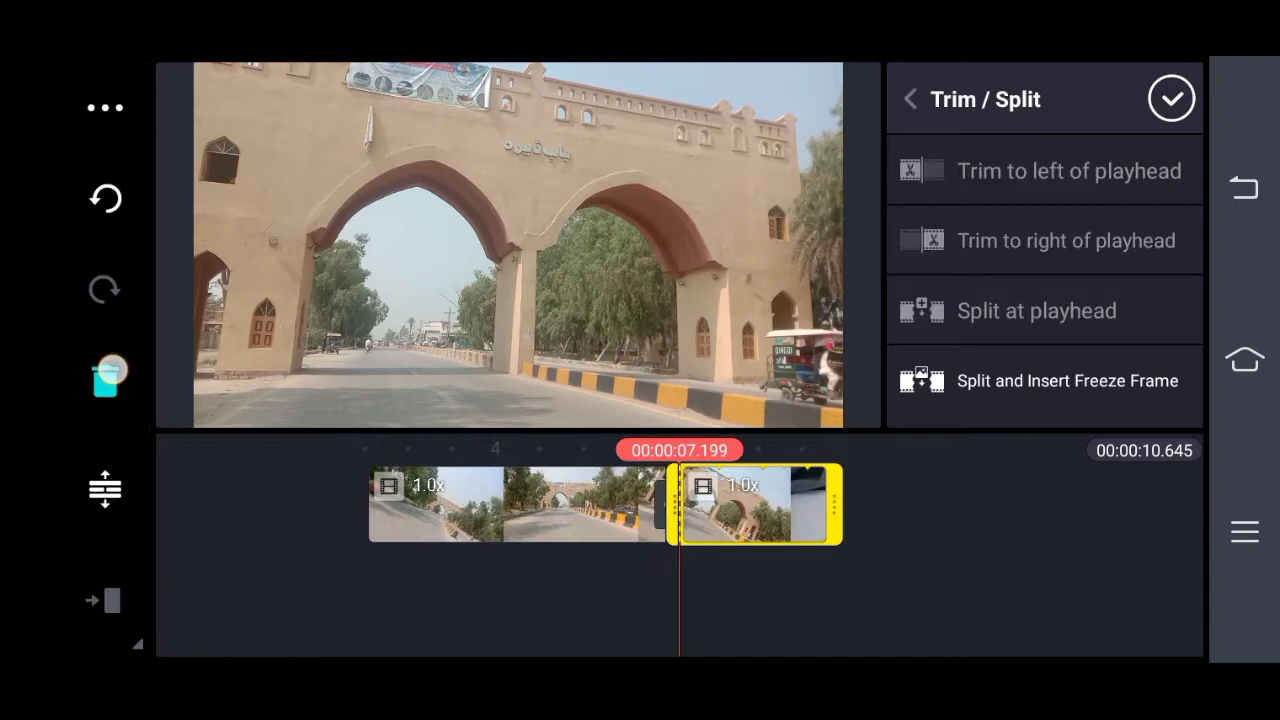 Trim / Split
Trim to left of playhead
Trim to right of playhead
Split at playhead
Split and Insert Freeze Frame
4
00:00:07.199
00:00:10.645
1.0x
1.0x